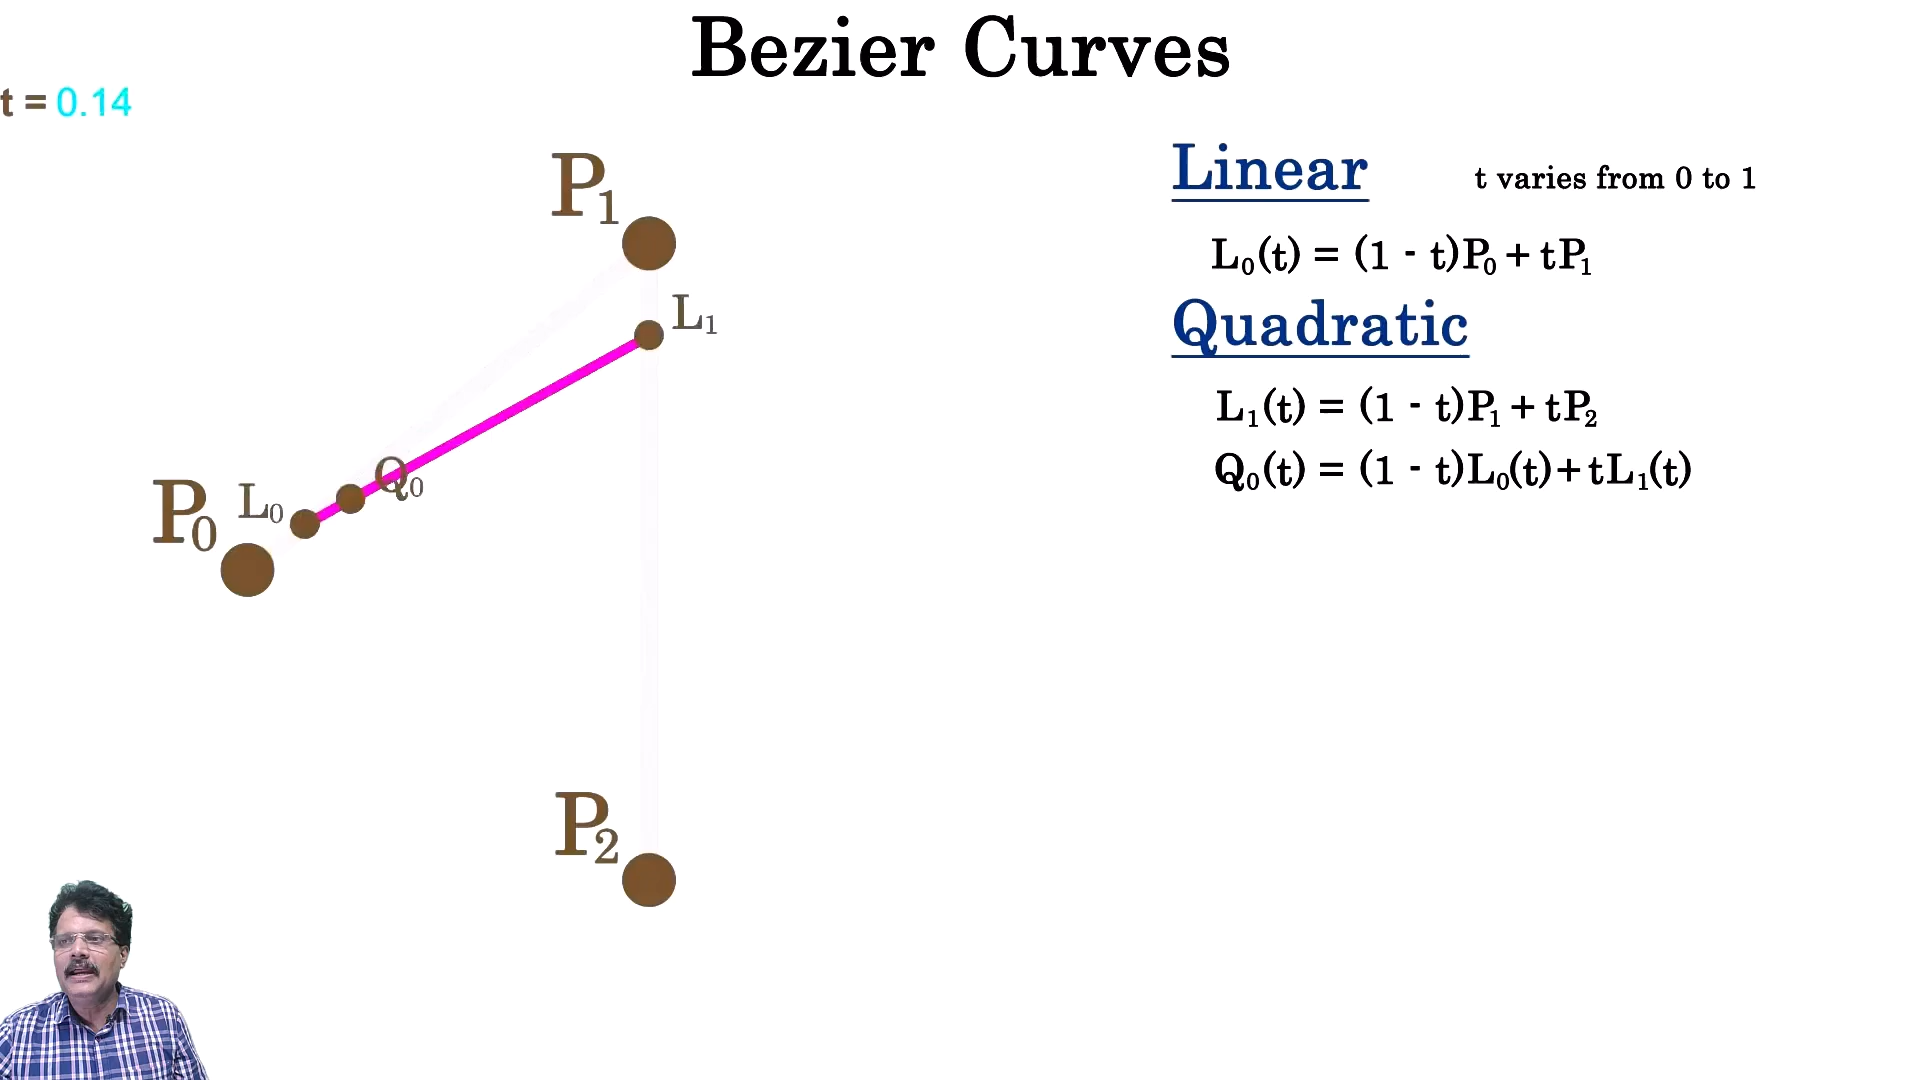 Bezier Curves
t = 0.14
Linear
t varies from 0 to 1
L₀(t) = (1 - t)P₀ + tP₁
Quadratic
L₁(t) = (1 - t)P₁ + tP₂
Q₀(t) = (1 - t)L₀(t) + tL₁(t)
P₁
L₁
Q₀
L₀
P₀
P₂